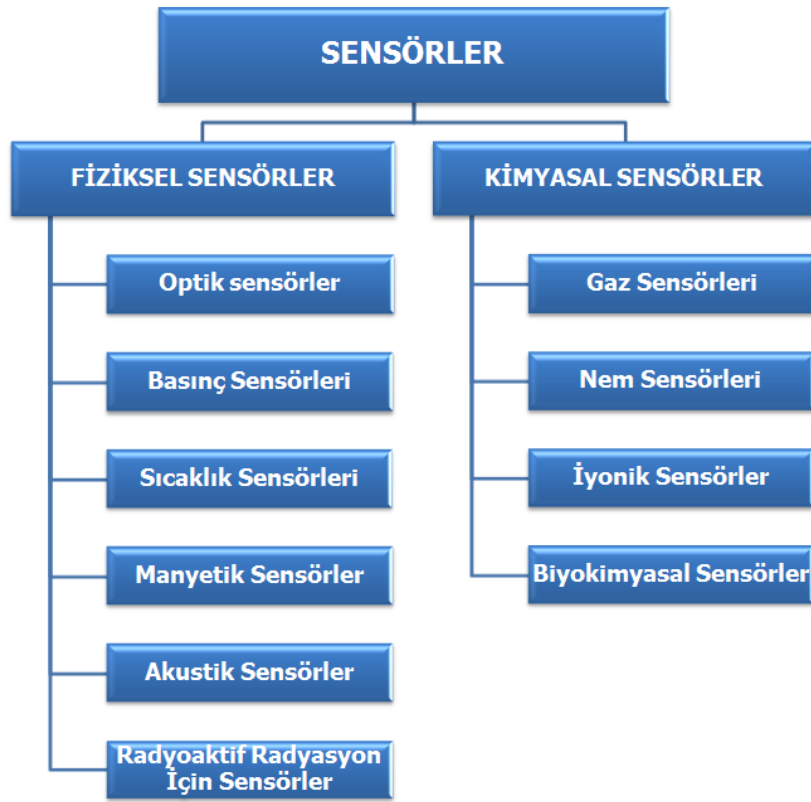 SENSÖRLER
FİZİKSEL SENSÖRLER
Optik sensörler
Basınç Sensörleri
Sıcaklık Sensörleri
Manyetik Sensörler
Akustik Sensörler
Radyoaktif Radyasyon
İçin Sensörler
KİMYASAL SENSÖRLER
Gaz Sensörleri
Nem Sensörleri
İyonik Sensörler
Biyokimyasal Sensörler